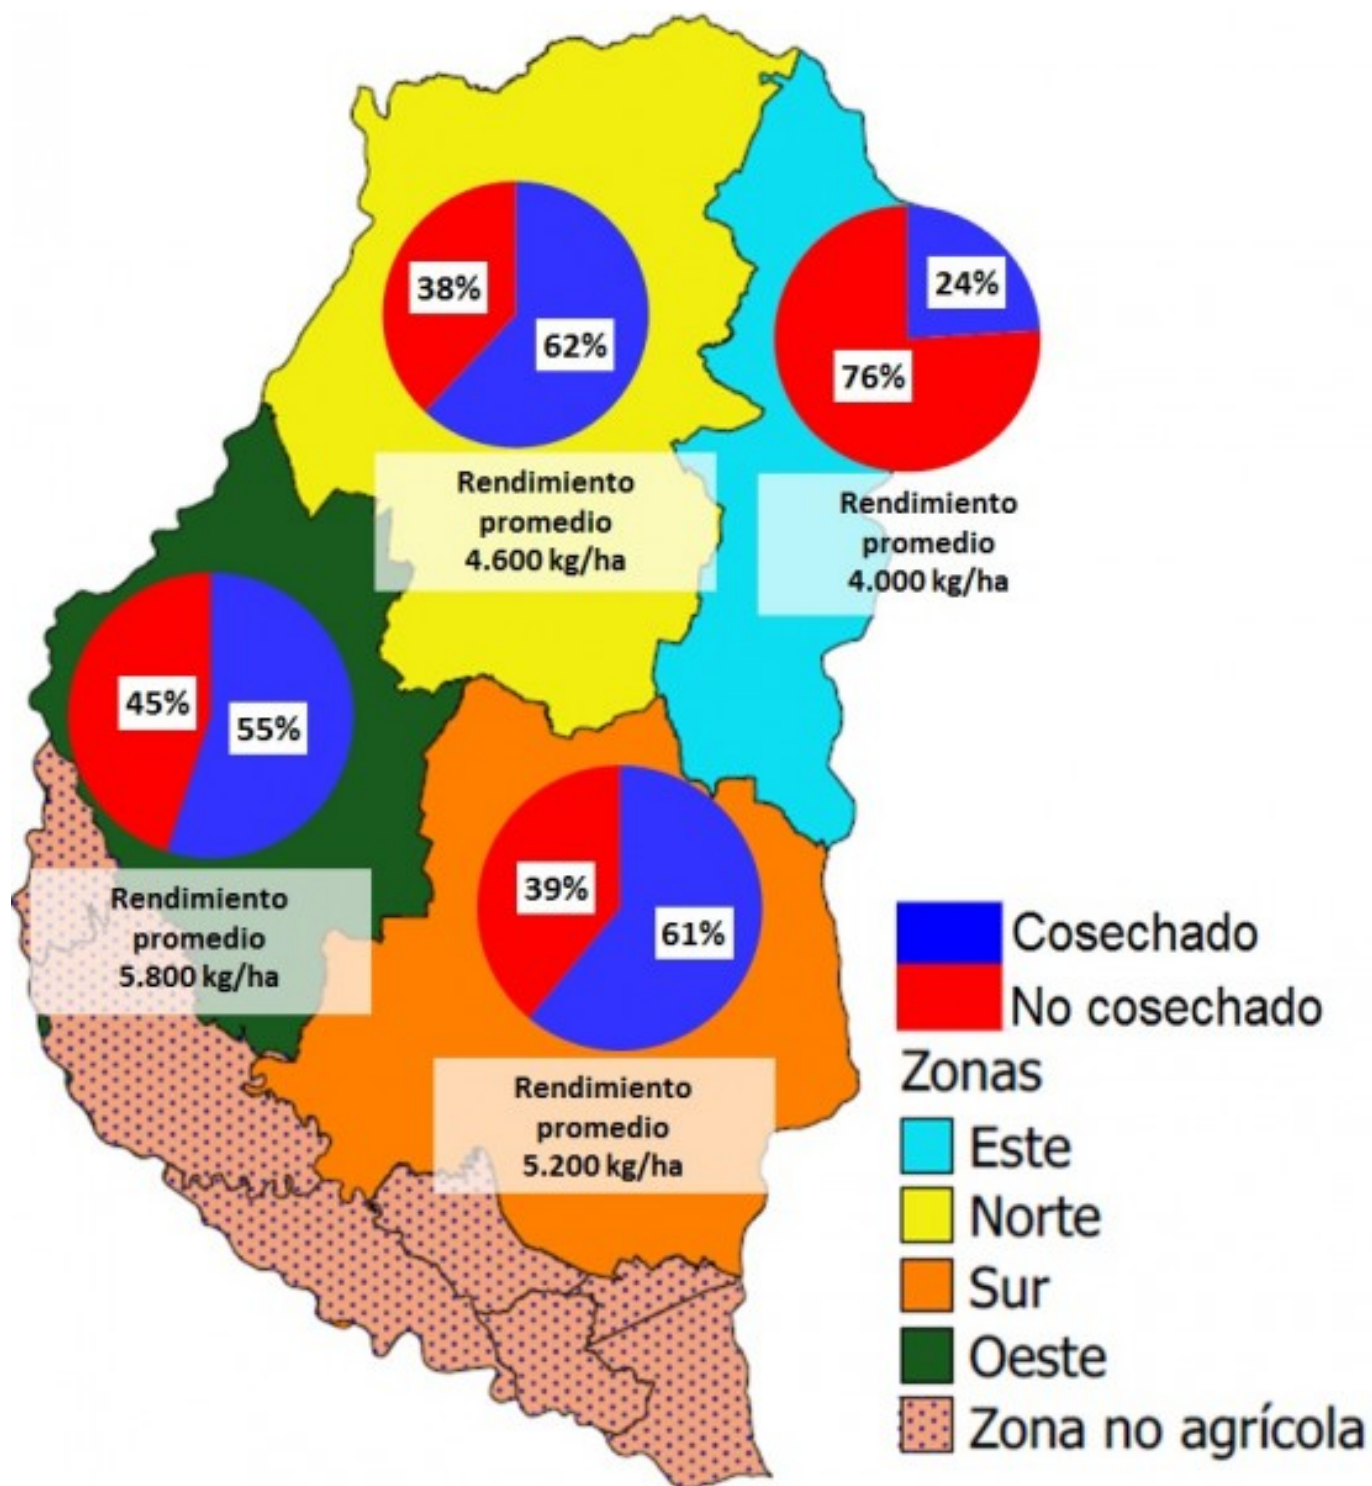 38%
62%
Rendimiento
promedio
4.600 kg/ha
24%
76%
Rendimiento
promedio
4.000 kg/ha
45%
55%
Rendimiento
promedio
5.800 kg/ha
39%
61%
Rendimiento
promedio
5.200 kg/ha
Cosechado
No cosechado
Zonas
Este
Norte
Sur
Oeste
Zona no agrícola